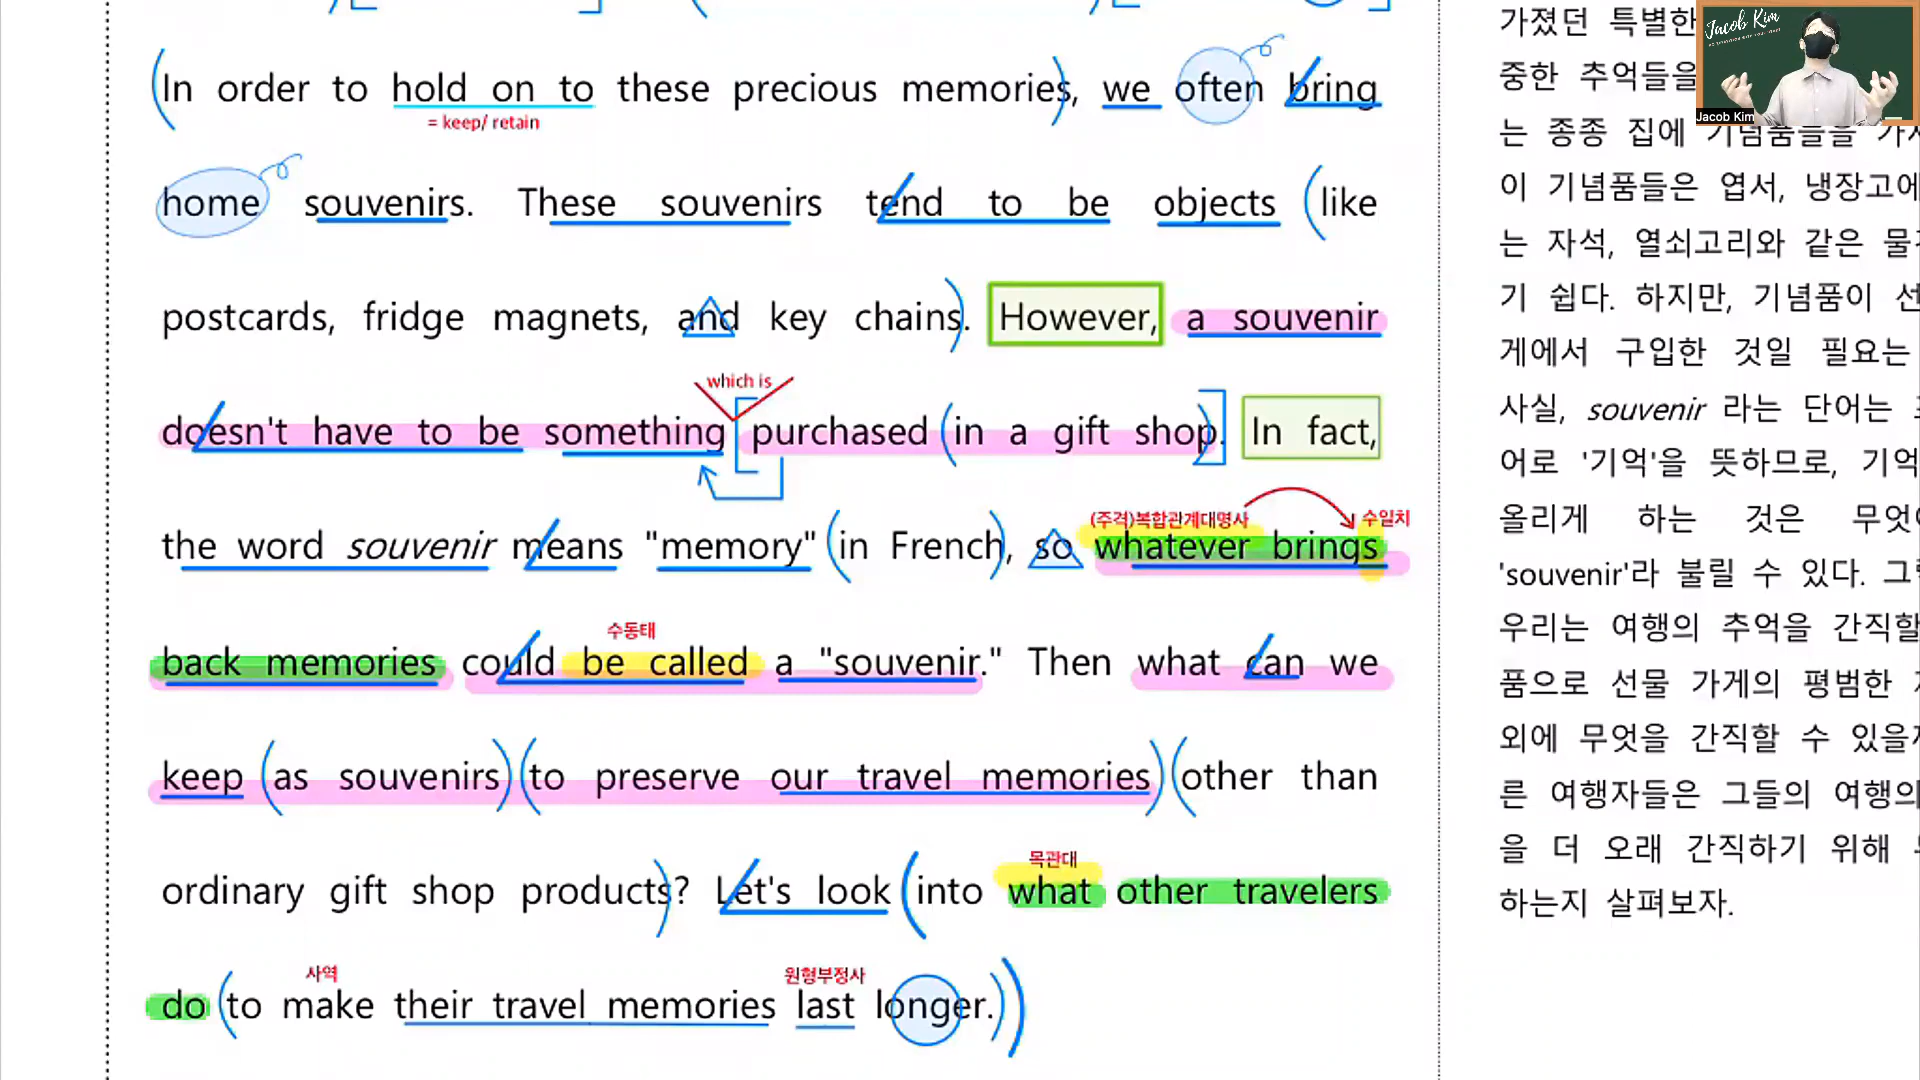 In order to hold on to these precious memories, we often bring
= keep/ retain
home souvenirs. These souvenirs tend to be objects (like
postcards, fridge magnets, and key chains). However, a souvenir
which is
doesn't have to be something purchased in a gift shop. In fact,
(주격)복합관계대명사 수일치
the word souvenir means "memory" in French, so whatever brings
수동태
back memories could be called a "souvenir." Then what can we
keep as souvenirs to preserve our travel memories other than
목관대
ordinary gift shop products? Let's look into what other travelers
사역 원형부정사
do to make their travel memories last longer.
가졌던 특별한
중한 추억들을
는 종종 집에 기념품들을 가져
이 기념품들은 엽서, 냉장고에
는 자석, 열쇠고리와 같은
기 쉽다. 하지만, 기념품이 선
게에서 구입한 것일 필요는
사실, souvenir 라는 단어는
어로 '기억'을 뜻하므로, 기억
올리게 하는 것은 무엇이
'souvenir'라 불릴 수 있다.
우리는 여행의 추억을 간직할
품으로 선물 가게의 평범한
외에 무엇을 간직할 수 있을까
른 여행자들은 그들의 여행의
을 더 오래 간직하기 위해
하는지 살펴보자.
Jacob Kim
Jacob Kim